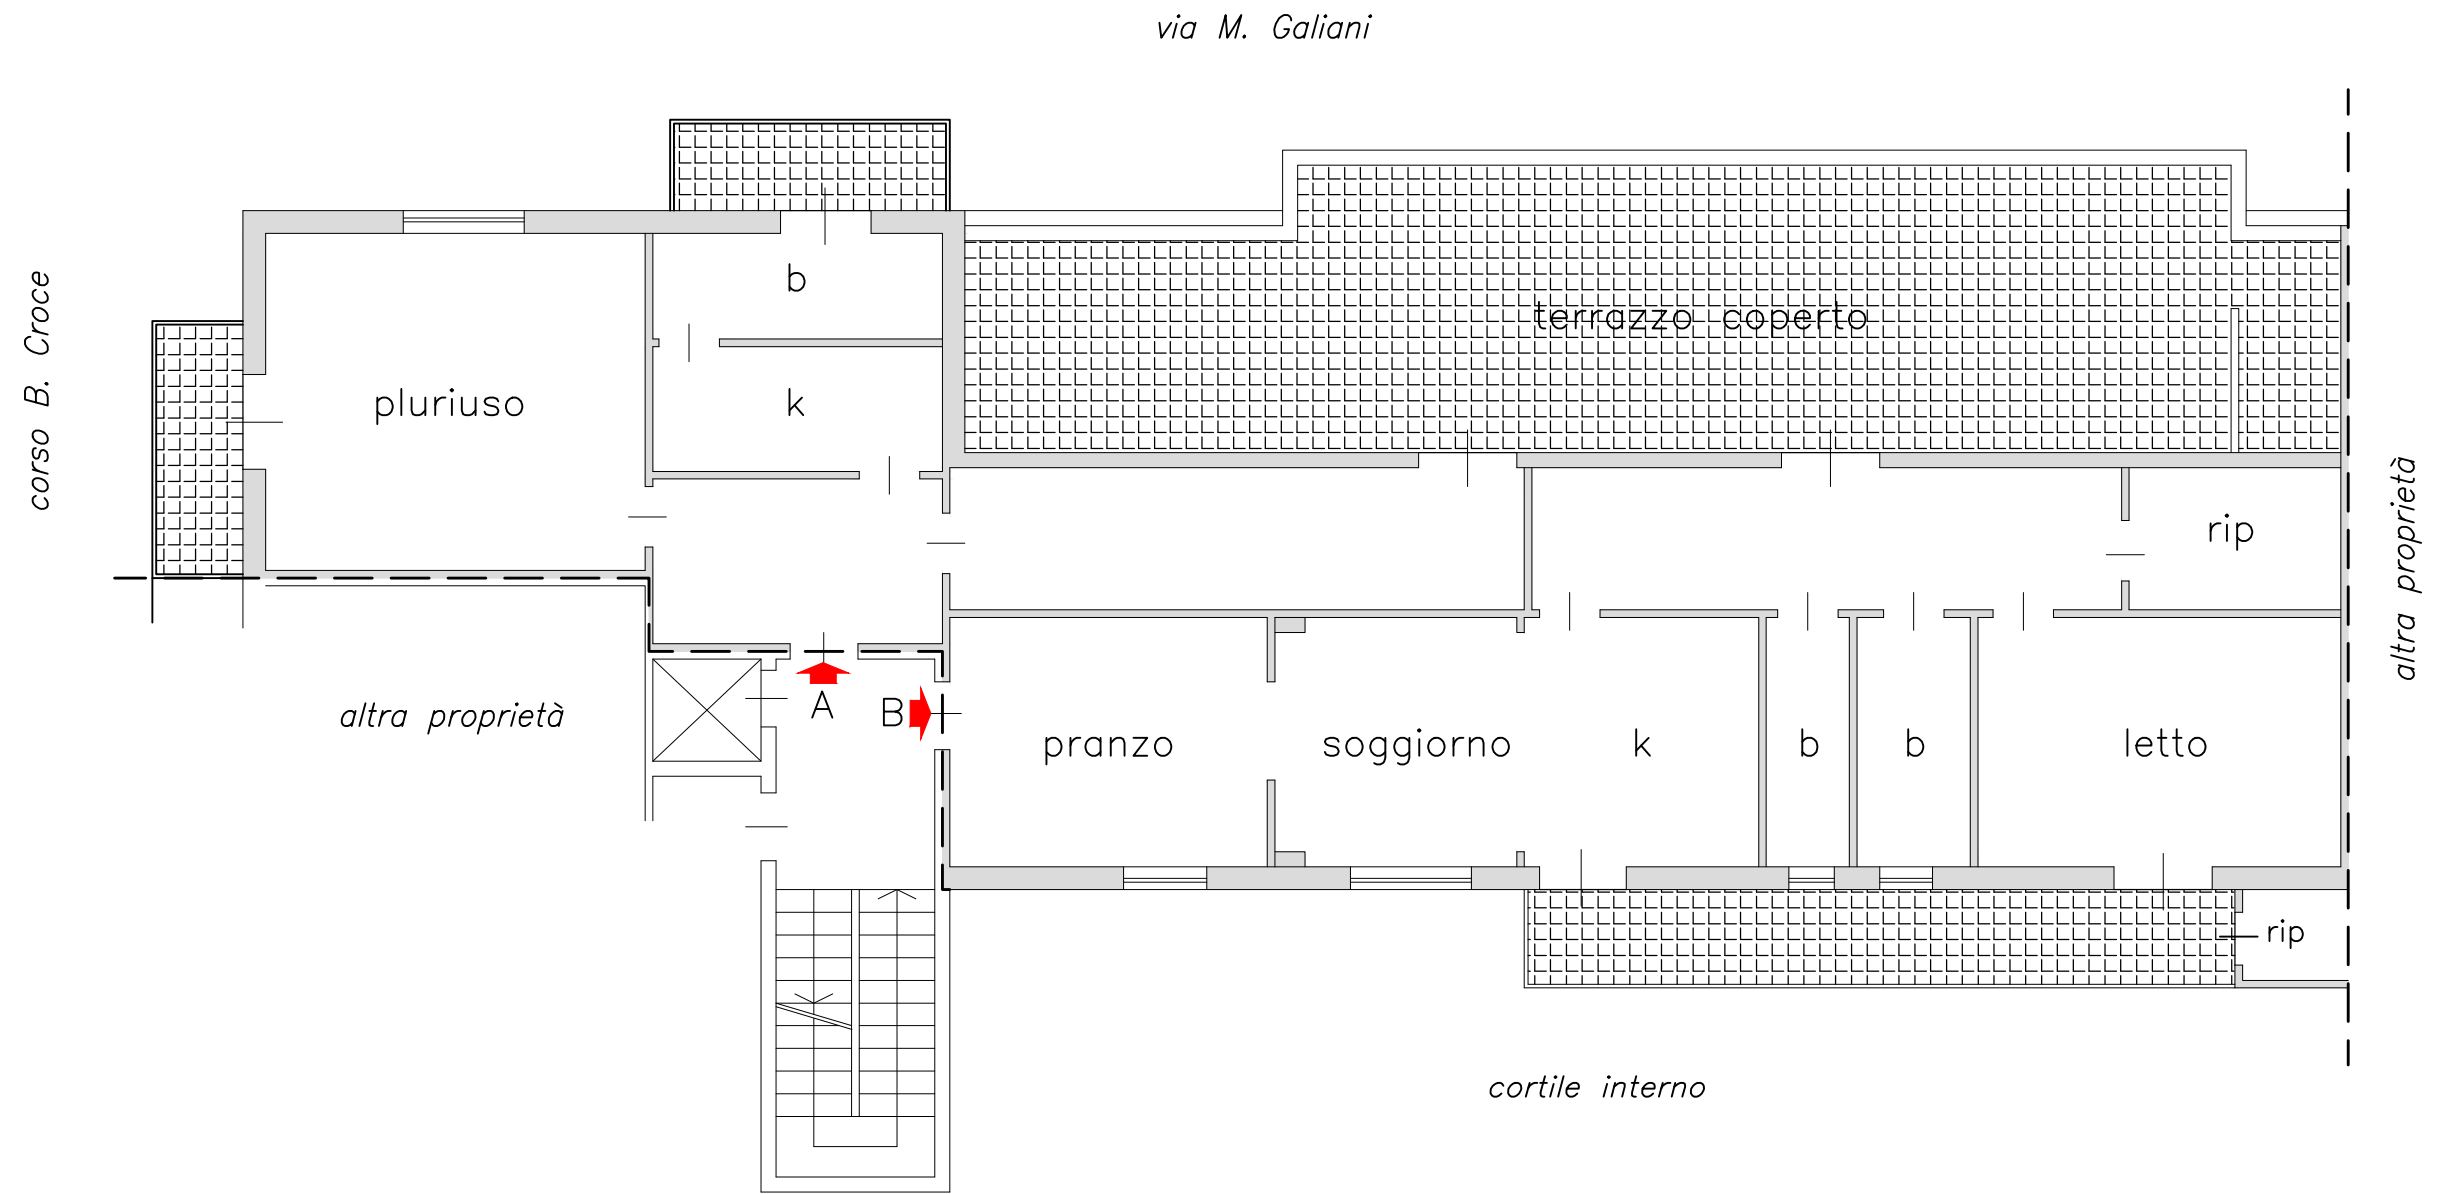 via M. Galiani
corso B. Croce
b
terrazzo coperto
pluriuso
k
rip
altra proprietà
altra proprietà
A
B
pranzo
soggiorno
k
b
b
letto
rip
cortile interno